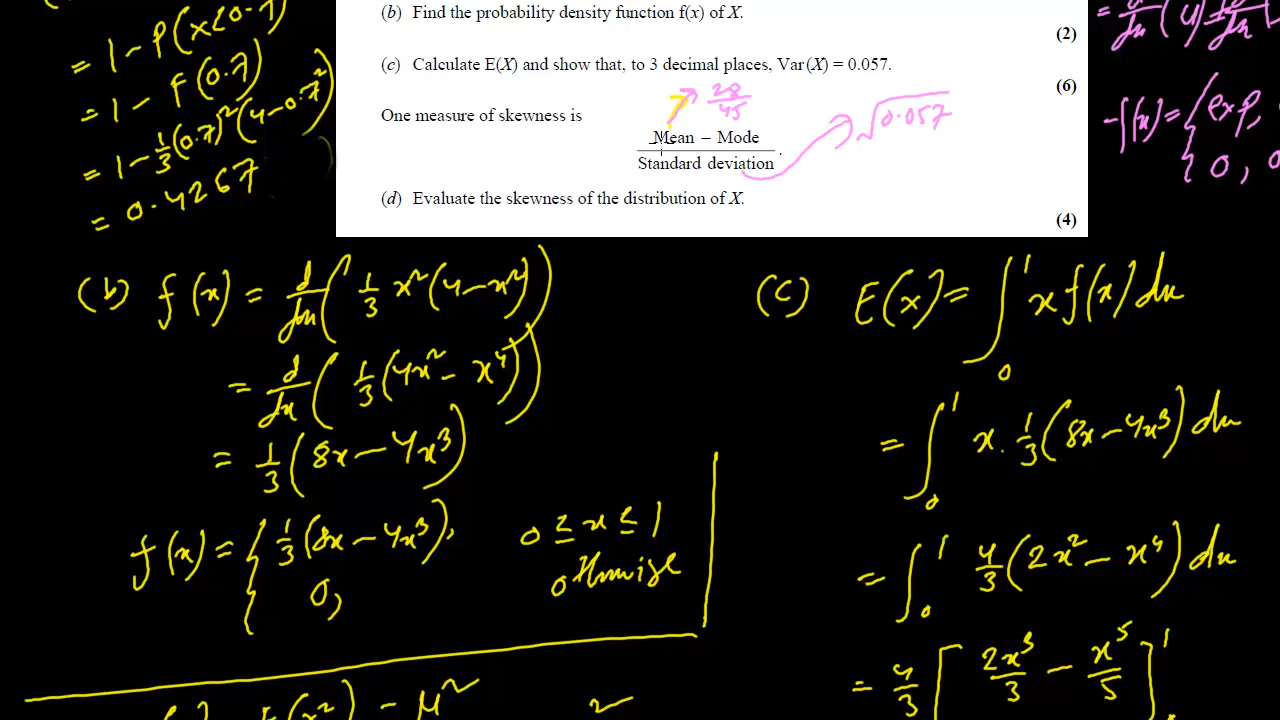 = 1 - P(x<0.7)
= 1 - F(0.7)
= 1 - 1/3(0.7)²(4-0.7²)
= 0.4267
(b) Find the probability density function f(x) of X.
(2)
(c) Calculate E(X) and show that, to 3 decimal places, Var(X) = 0.057.
(6)
28/45
√0.057
One measure of skewness is
Mean – Mode
Standard deviation
.
(d) Evaluate the skewness of the distribution of X.
(4)
f(x) = { exp,
{ 0,
(b) f(x) = d/dx( 1/3 x²(4-x²))
= d/dx( 1/3(4x² - x⁴))
= 1/3(8x - 4x³)
f(x) = { 1/3(8x - 4x³), 0 ≤ x ≤ 1
0, otherwise
(c) E(x) = ∫₀¹ x f(x) dx
= ∫₀¹ x. 1/3(8x - 4x³) dx
= ∫₀¹ 4/3(2x² - x⁴) dx
= 4/3 [ 2x³/3 - x⁵/5 ]¹
- μ²